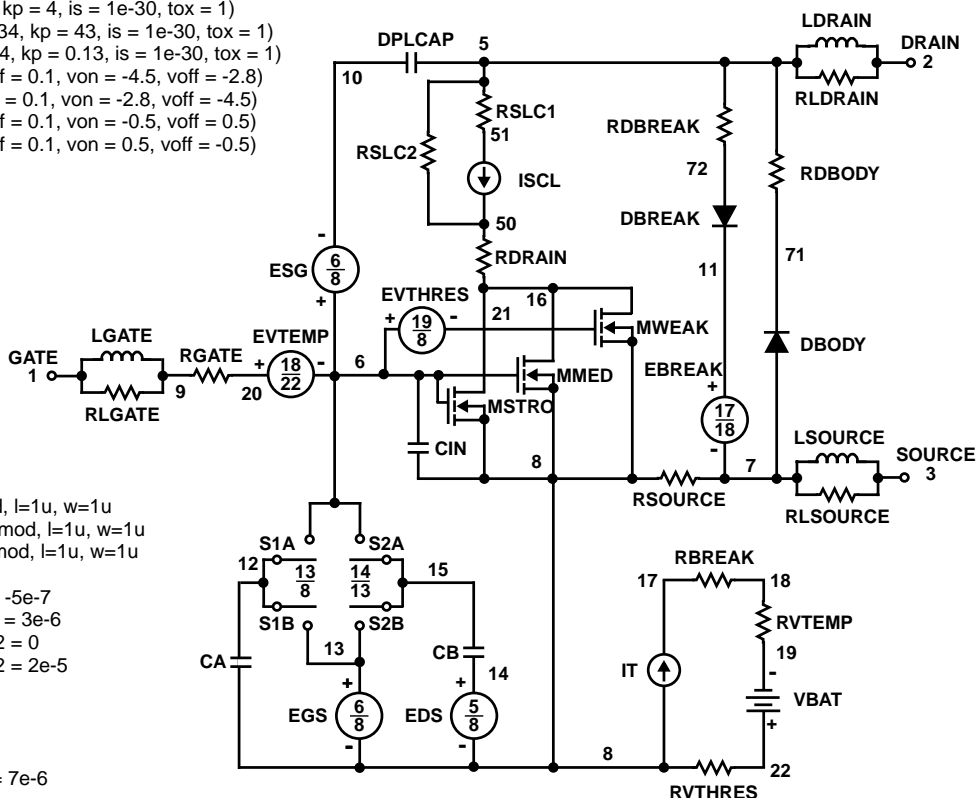 kp = 4, is = 1e-30, tox = 1)
34, kp = 43, is = 1e-30, tox = 1)
4, kp = 0.13, is = 1e-30, tox = 1)
ff = 0.1, von = -4.5, voff = -2.8)
= 0.1, von = -2.8, voff = -4.5)
ff = 0.1, von = -0.5, voff = 0.5)
ff = 0.1, von = 0.5, voff = -0.5)
LDRAIN
DPLCAP 5 DRAIN
10 2
RLDRAIN
RSLC1
51
RDBREAK
RSLC2
72 RDBODY
ISCL
DBREAK
50
- 71
RDRAIN
ESG 6/8
11
+ EVTHRES 16
+ 19/8 - 21 MWEAK
LGATE EVTEMP
DBODY
GATE RGATE + 18/22 - 6 MMED EBREAK +
1 9 20 17/18
MSTRO
RLGATE
-
LSOURCE
CIN
8 7 SOURCE
3
RSOURCE
RLSOURCE
l, l=1u, w=1u
mod, l=1u, w=1u
mod, l=1u, w=1u
S1A S2A RBREAK
12 13/8 14/13 15 17 18
-5e-7
= 3e-6
2 = 0
2 = 2e-5
S1B S2B RVTEMP
13 CB 19
CA 14 IT -
+ + VBAT
EGS 6/8 EDS 5/8 +
- - 8 22
RVTHRES
= 7e-6